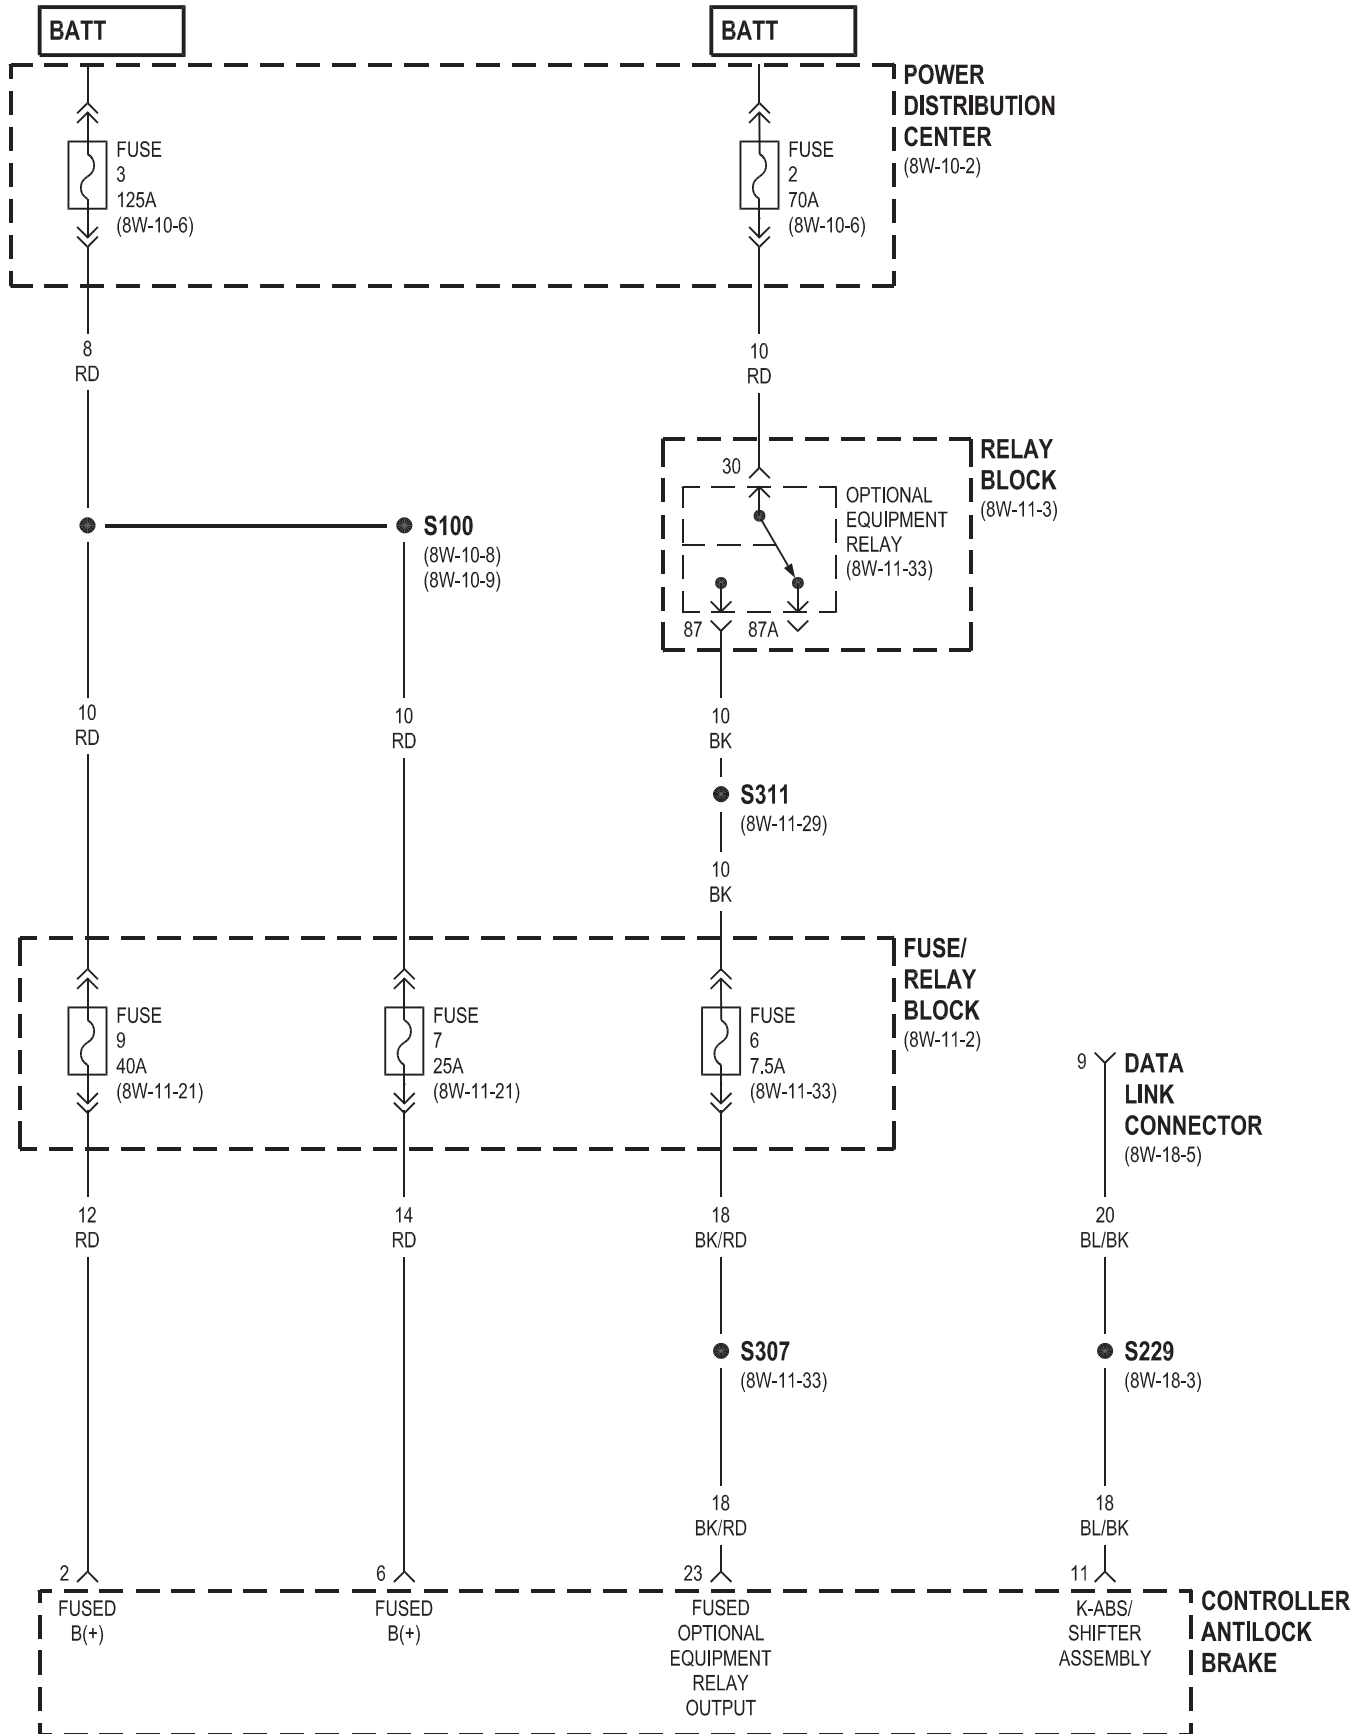 BATT
BATT
POWER
DISTRIBUTION
CENTER
(8W-10-2)
FUSE
3
125A
(8W-10-6)
FUSE
2
70A
(8W-10-6)
8
RD
10
RD
RELAY
BLOCK
(8W-11-3)
30
OPTIONAL
EQUIPMENT
RELAY
(8W-11-33)
87
87A
S100
(8W-10-8)
(8W-10-9)
10
RD
10
RD
10
BK
S311
(8W-11-29)
10
BK
FUSE/
RELAY
BLOCK
(8W-11-2)
FUSE
9
40A
(8W-11-21)
FUSE
7
25A
(8W-11-21)
FUSE
6
7.5A
(8W-11-33)
9
DATA
LINK
CONNECTOR
(8W-18-5)
12
RD
14
RD
18
BK/RD
20
BL/BK
S307
(8W-11-33)
S229
(8W-18-3)
18
BK/RD
18
BL/BK
2
6
23
11
FUSED
B(+)
FUSED
B(+)
FUSED
OPTIONAL
EQUIPMENT
RELAY
OUTPUT
K-ABS/
SHIFTER
ASSEMBLY
CONTROLLER
ANTILOCK
BRAKE